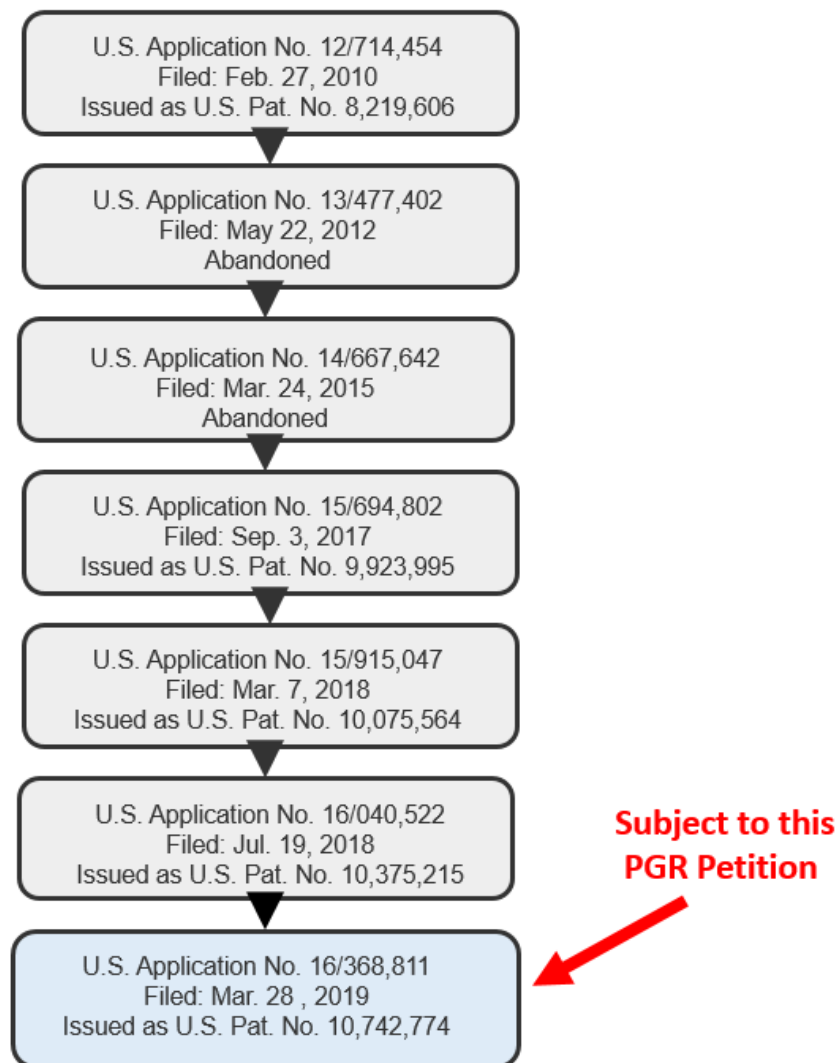 U.S. Application No. 12/714,454
Filed: Feb. 27, 2010
Issued as U.S. Pat. No. 8,219,606
U.S. Application No. 13/477,402
Filed: May 22, 2012
Abandoned
U.S. Application No. 14/667,642
Filed: Mar. 24, 2015
Abandoned
U.S. Application No. 15/694,802
Filed: Sep. 3, 2017
Issued as U.S. Pat. No. 9,923,995
U.S. Application No. 15/915,047
Filed: Mar. 7, 2018
Issued as U.S. Pat. No. 10,075,564
U.S. Application No. 16/040,522
Filed: Jul. 19, 2018
Issued as U.S. Pat. No. 10,375,215
Subject to this
PGR Petition
U.S. Application No. 16/368,811
Filed: Mar. 28 , 2019
Issued as U.S. Pat. No. 10,742,774